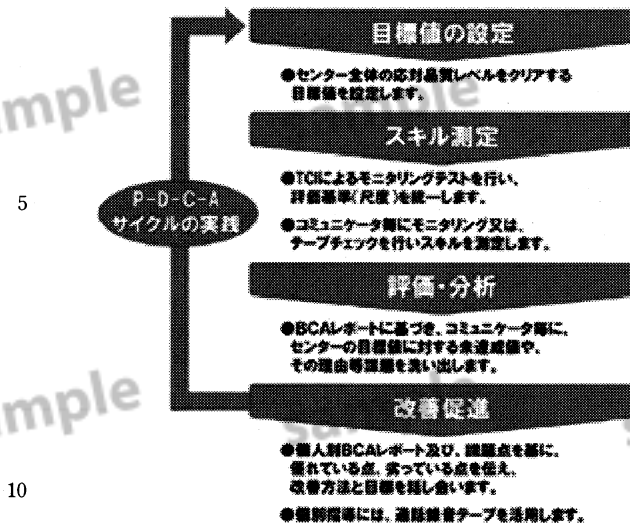 目標値の設定
●センター全体の応対品質レベルをクリアする
目標値を設定します。
スキル測定
●TCIによるモニタリングテストを行い、
評価基準(尺度)を統一します。
5
P-D-C-A
サイクルの実践
●コミュニケータ毎にモニタリング又は、
テープチェックを行いスキルを測定します。
評価・分析
●BCAレポートに基づき、コミュニケータ毎に、
センターの目標値に対する未達成値や、
その理由等課題を洗い出します。
改善促進
●個人別BCAレポート及び、課題点を基に、
優れている点、劣っている点を伝え、
改善方法と目標を話し合います。
10
●個別指導には、通話録音テープを活用します。
mple
sample
mple
sample